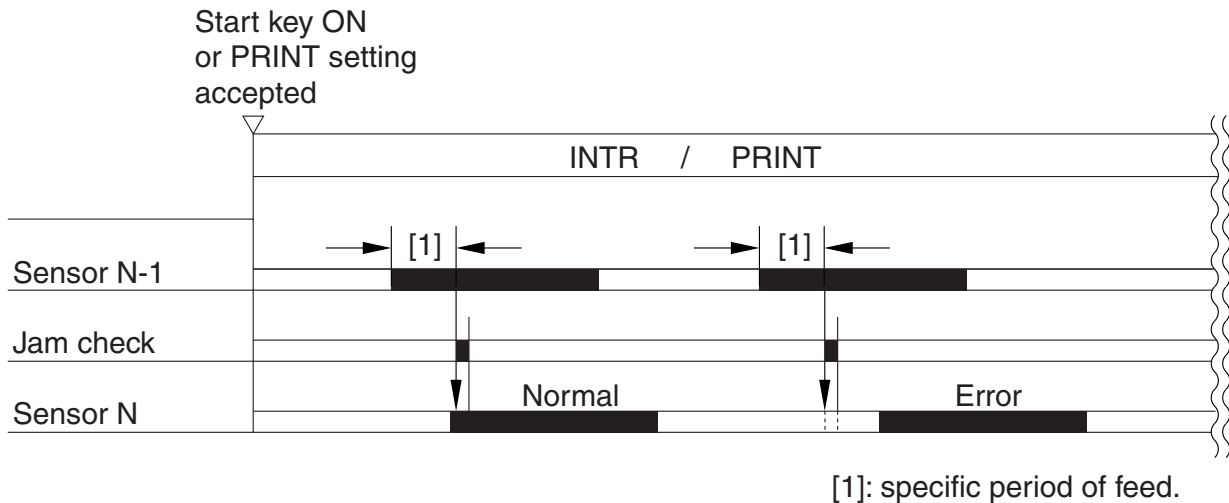 Start key ON
or PRINT setting
accepted
INTR / PRINT
[1] [1]
Sensor N-1
Jam check
Normal Error
Sensor N
[1]: specific period of feed.